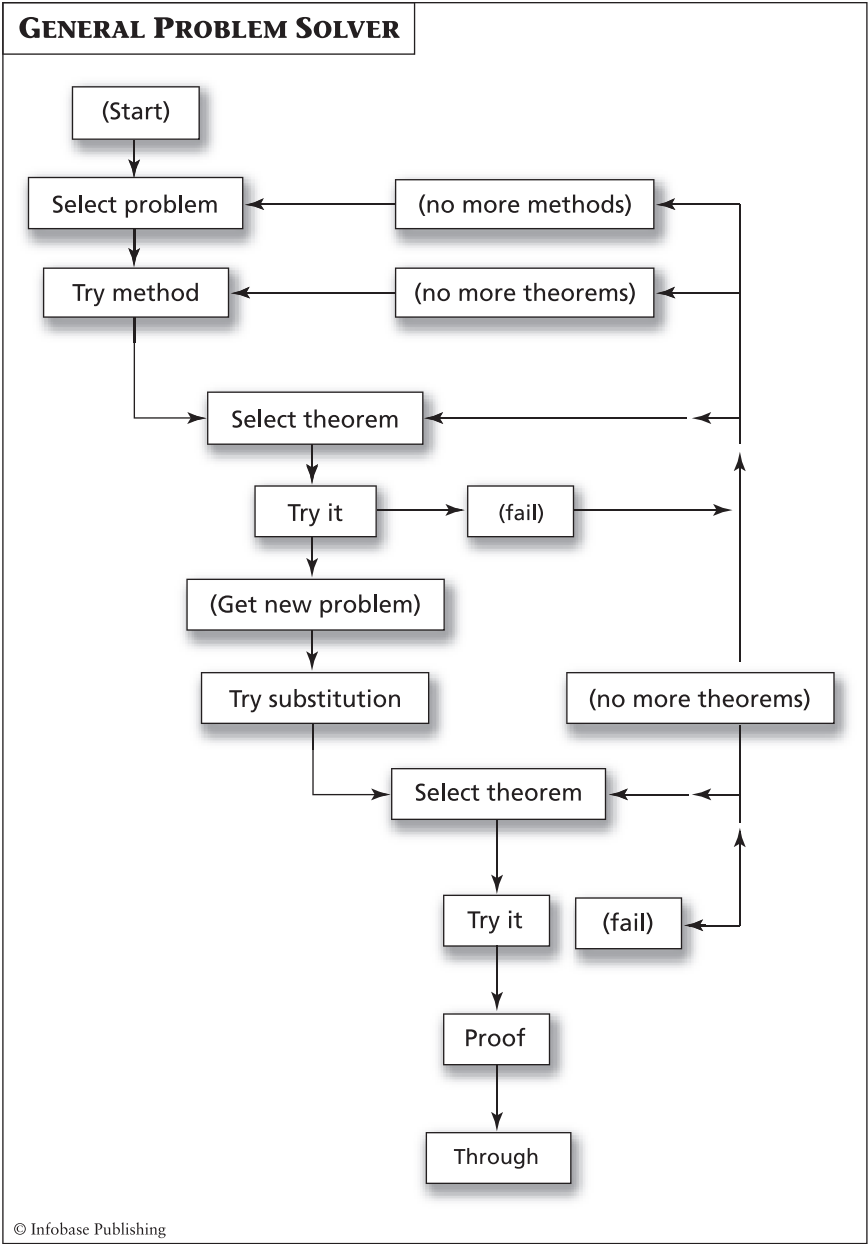 GENERAL PROBLEM SOLVER
(Start)
Select problem
(no more methods)
Try method
(no more theorems)
Select theorem
Try it
(fail)
(Get new problem)
Try substitution
(no more theorems)
Select theorem
Try it
(fail)
Proof
Through
© Infobase Publishing